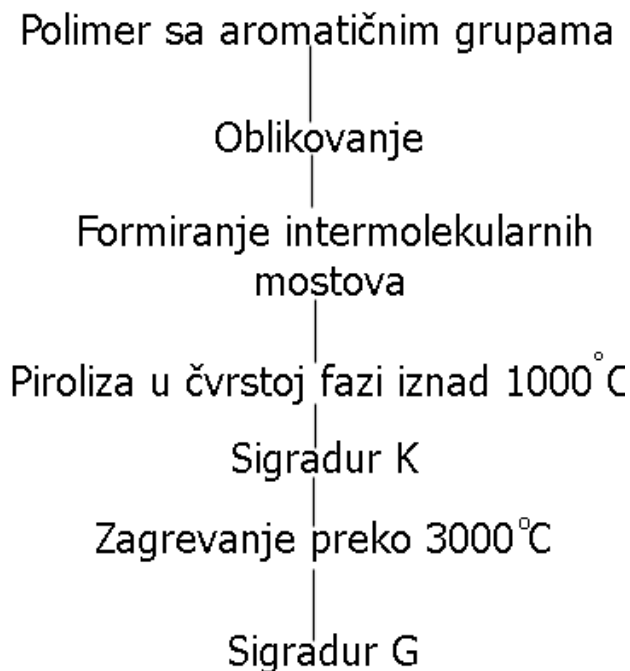 Polimer sa aromatičnim grupama
Oblikovanje
Formiranje intermolekularnih
mostova
Piroliza u čvrstoj fazi iznad 1000°C
Sigradur K
Zagrevanje preko 3000°C
Sigradur G